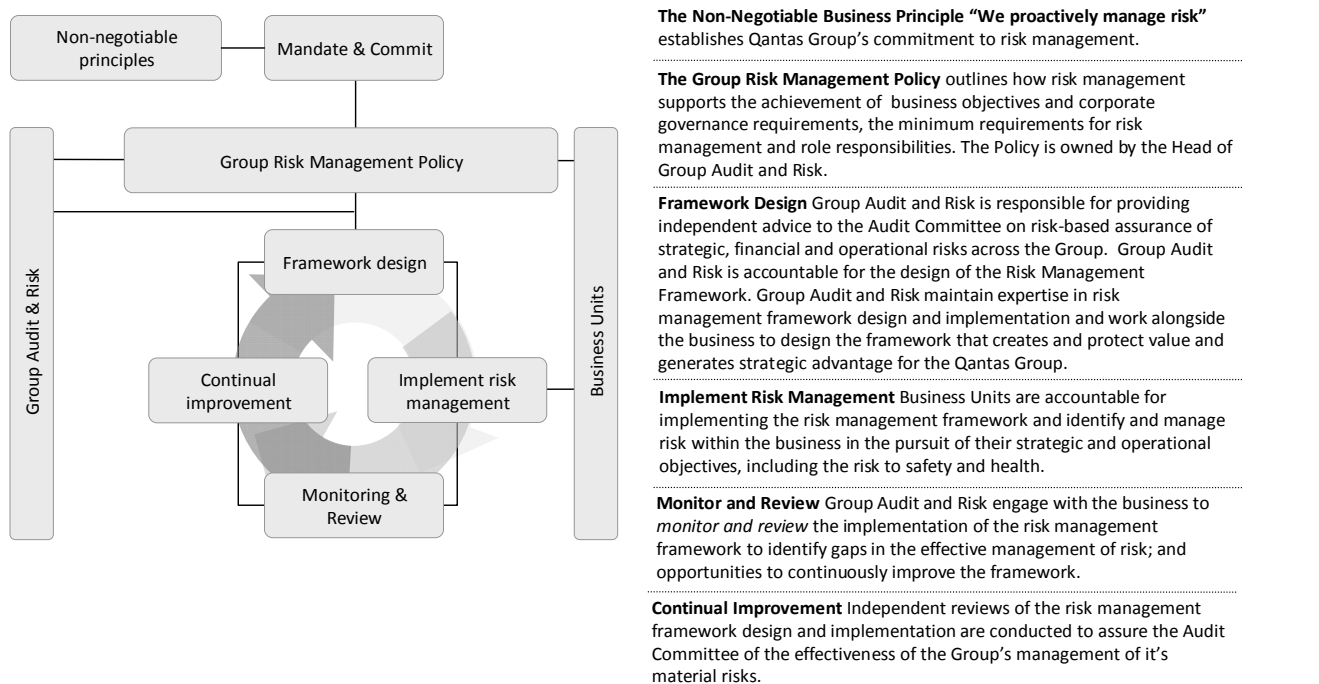 Non-negotiable
principles
Mandate & Commit
Group Risk Management Policy
Group Audit & Risk
Business Units
Framework design
Continual
improvement
Implement risk
management
Monitoring &
Review
The Non-Negotiable Business Principle “We proactively manage risk”
establishes Qantas Group’s commitment to risk management.
The Group Risk Management Policy outlines how risk management
supports the achievement of business objectives and corporate
governance requirements, the minimum requirements for risk
management and role responsibilities. The Policy is owned by the Head of
Group Audit and Risk.
Framework Design Group Audit and Risk is responsible for providing
independent advice to the Audit Committee on risk-based assurance of
strategic, financial and operational risks across the Group. Group Audit
and Risk is accountable for the design of the Risk Management
Framework. Group Audit and Risk maintain expertise in risk
management framework design and implementation and work alongside
the business to design the framework that creates and protect value and
generates strategic advantage for the Qantas Group.
Implement Risk Management Business Units are accountable for
implementing the risk management framework and identify and manage
risk within the business in the pursuit of their strategic and operational
objectives, including the risk to safety and health.
Monitor and Review Group Audit and Risk engage with the business to
monitor and review the implementation of the risk management
framework to identify gaps in the effective management of risk; and
opportunities to continuously improve the framework.
Continual Improvement Independent reviews of the risk management
framework design and implementation are conducted to assure the Audit
Committee of the effectiveness of the Group’s management of it’s
material risks.